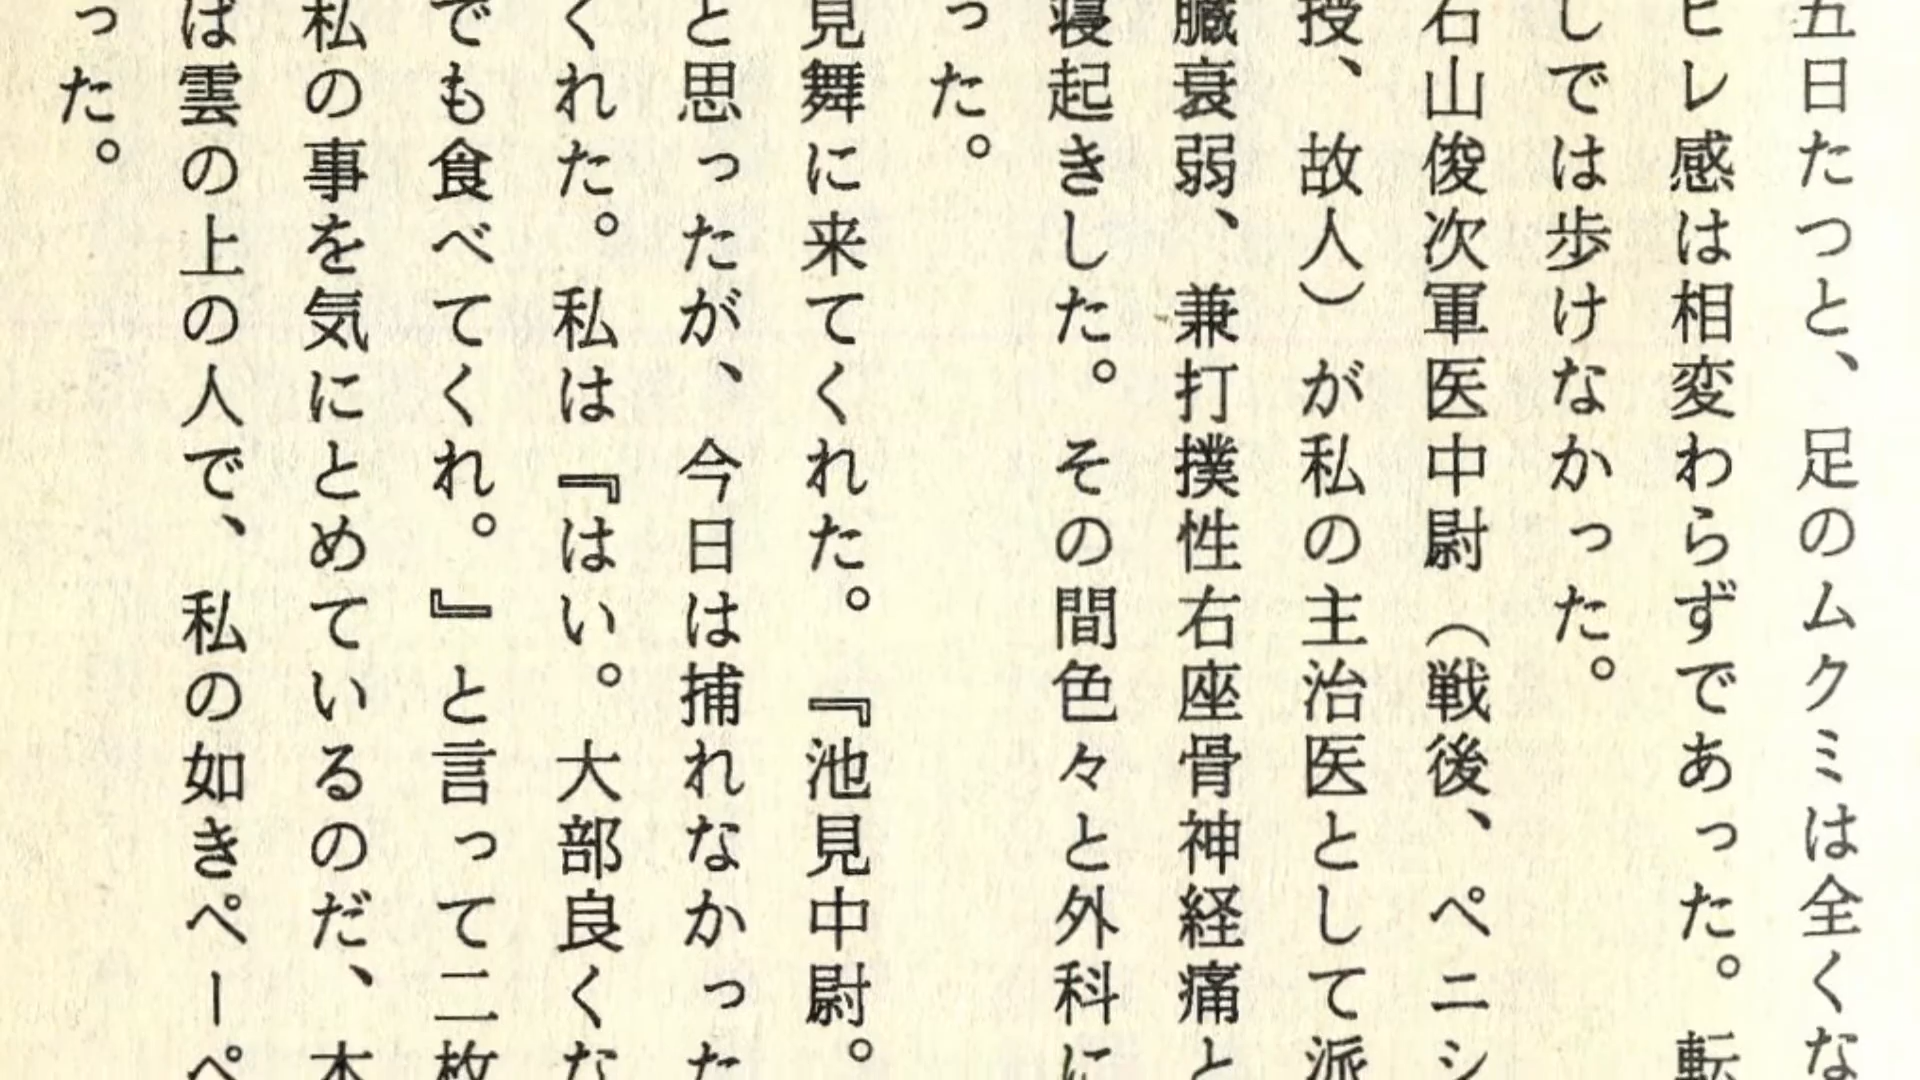 五日たつと、足のムクミは全くな
ヒレ感は相変わらずであった。転
しでは歩けなかった。
石山俊次軍医中尉（戦後、ペニシ
授、故人）が私の主治医として派
臓衰弱、兼打撲性右座骨神経痛と
寝起きした。その間色々と外科に
った。
見舞に来てくれた。『池見中尉。
と思ったが、今日は捕れなかった
くれた。私は『はい。大部良くな
でも食べてくれ。』と言って二枚
私の事を気にとめているのだ、本
は雲の上の人で、私の如きペーペ
った。